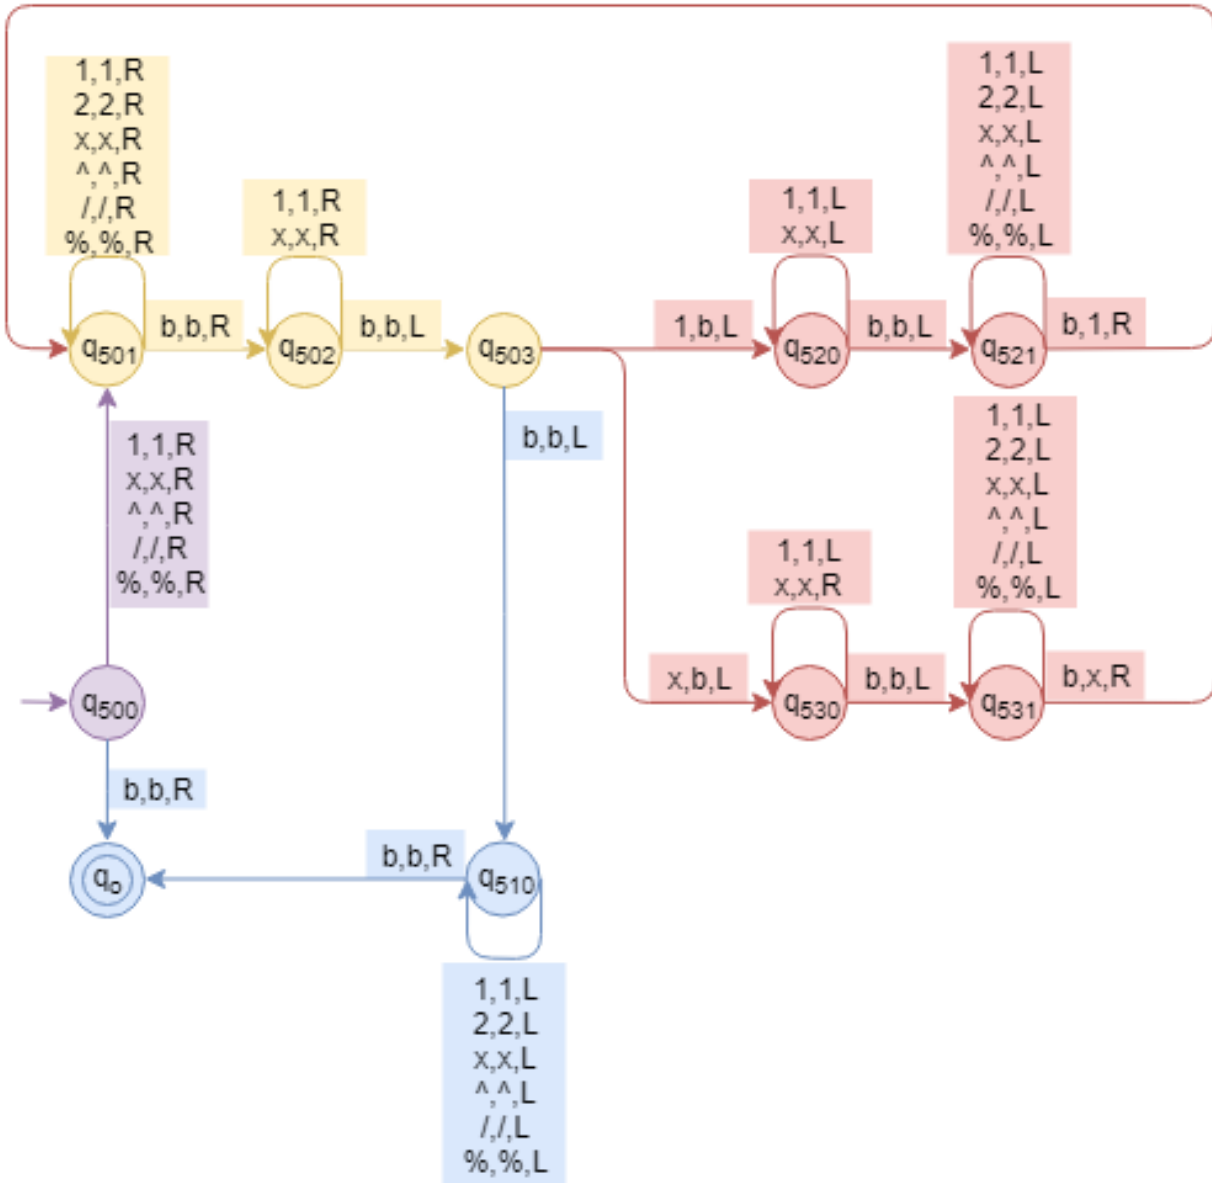 1,1,R
2,2,R
x,x,R
^,^,R
/,/,R
%,%,R
1,1,R
x,x,R
1,1,L
x,x,L
1,1,L
2,2,L
x,x,L
^,^,L
/,/,L
%,%,L
q501
b,b,R
q502
b,b,L
q503
1,b,L
q520
b,b,L
q521
b,1,R
1,1,R
x,x,R
^,^,R
/,/,R
%,%,R
b,b,L
1,1,L
x,x,R
1,1,L
2,2,L
x,x,L
^,^,L
/,/,L
%,%,L
q500
x,b,L
q530
b,b,L
q531
b,x,R
b,b,R
qo
b,b,R
q510
1,1,L
2,2,L
x,x,L
^,^,L
/,/,L
%,%,L